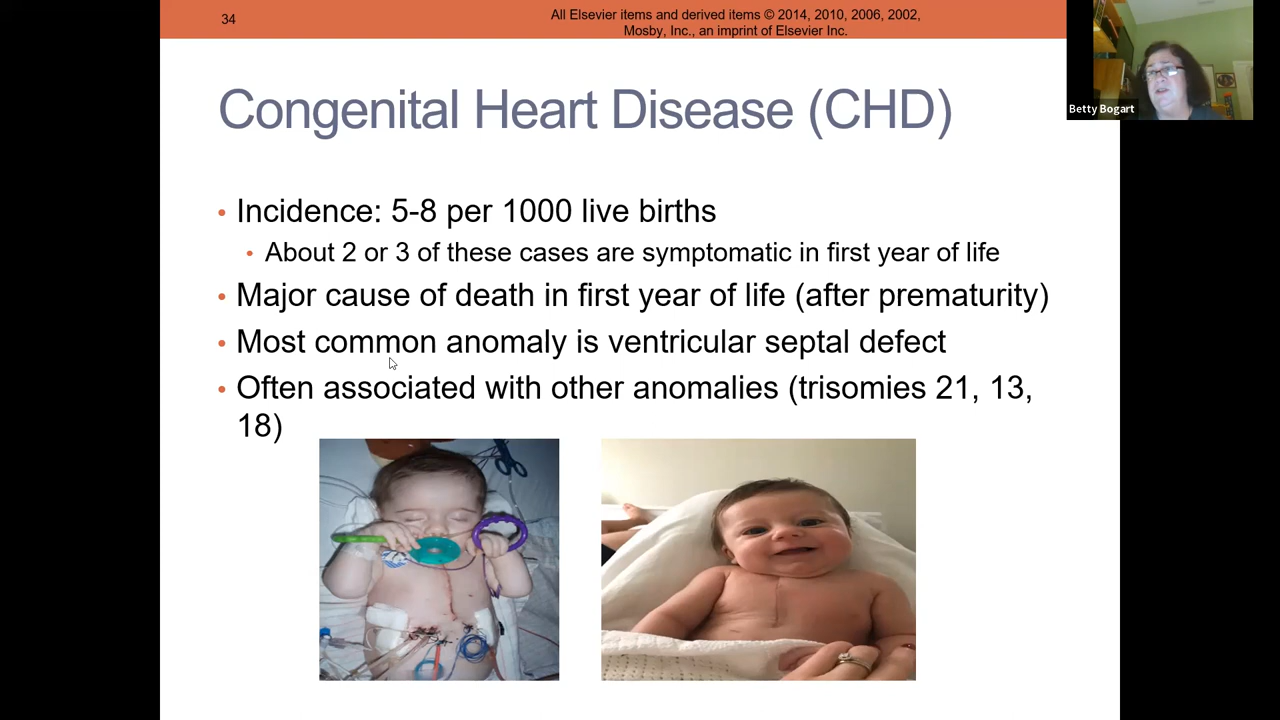 34
All Elsevier items and derived items © 2014, 2010, 2006, 2002,
Mosby, Inc., an imprint of Elsevier Inc.
Betty Bogart
Congenital Heart Disease (CHD)
• Incidence: 5-8 per 1000 live births
• About 2 or 3 of these cases are symptomatic in first year of life
• Major cause of death in first year of life (after prematurity)
• Most common anomaly is ventricular septal defect
• Often associated with other anomalies (trisomies 21, 13,
18)